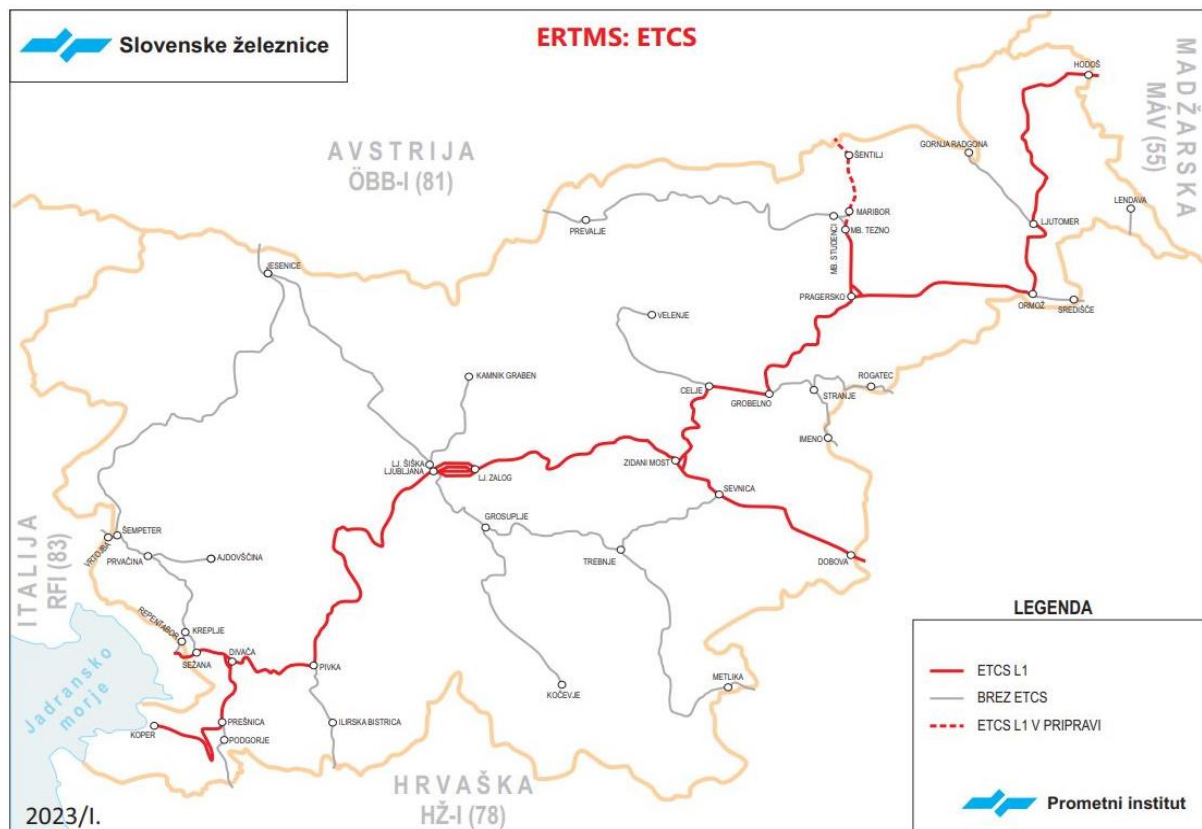 Slovenske železnice
ERTMS: ETCS
MADŽARSKA
MÁV (55)
AVSTRIJA
ÖBB-I (81)
HODOŠ
ŠENTILJ
GORNJA RADGONA
LENDAVA
PREVALJE
MARIBOR
MB. STUDENCI
MB. TEZNO
LJUTOMER
JESENICE
PRAGERSKO
ORMOŽ
SREDIŠČE
VELENJE
KAMNIK GRABEN
CELJE
GROBELNO
STRANJE
ROGATEC
IMENO
LJ. ŠIŠKA
LJUBLJANA
LJ. ZALOG
ZIDANI MOST
SEVNICA
GROSUPLJE
TREBNJE
DOBOVA
ITALIJA
RFI (83)
VRTOJBA
ŠEMPETER
PRVAČINA
AJDOVŠČINA
REPENTABOR
KREPLJE
SEŽANA
DIVAČA
PIVKA
KOČEVJE
METLIKA
Jadransko
morje
KOPER
PREŠNICA
PODGORJE
ILIRSKA BISTRICA
HRVAŠKA
HŽ-I (78)
LEGENDA
ETCS L1
BREZ ETCS
ETCS L1 V PRIPRAVI
Prometni institut
2023/I.